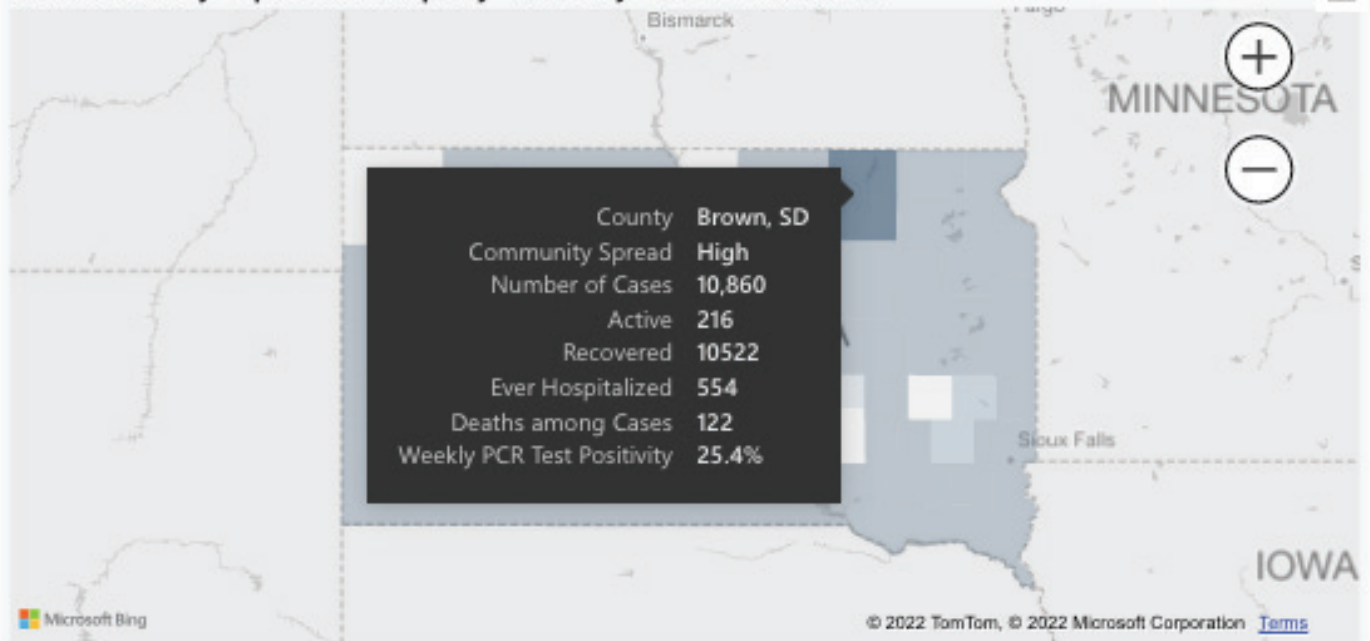 Bismarck
MINNESOTA
County Brown, SD
Community Spread High
Number of Cases 10,860
Active 216
Recovered 10522
Ever Hospitalized 554
Deaths among Cases 122
Weekly PCR Test Positivity 25.4%
Sioux Falls
IOWA
Microsoft Bing
© 2022 TomTom, © 2022 Microsoft Corporation Terms